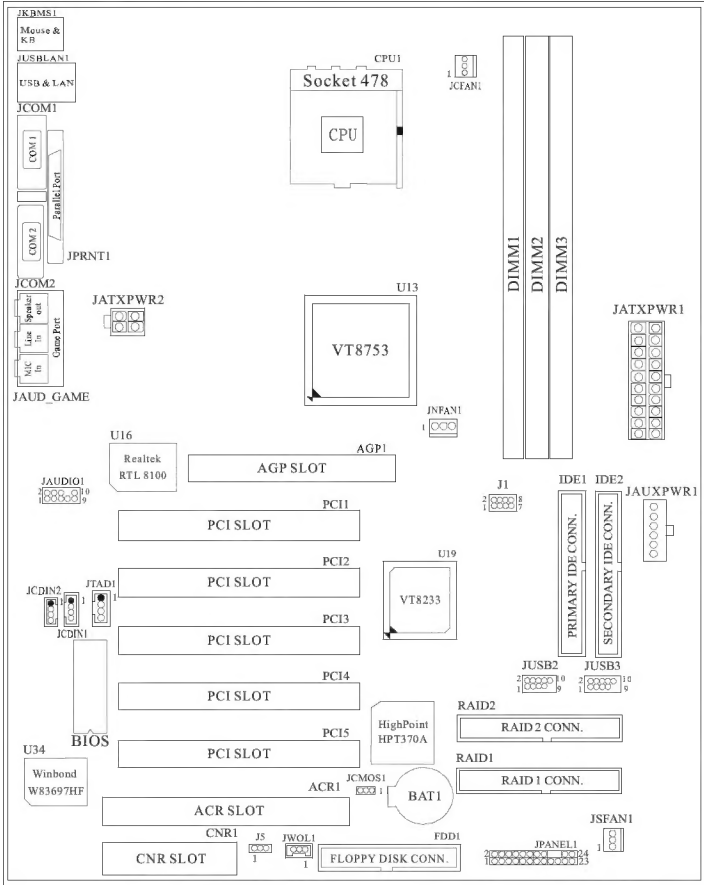 JKBMS1
Mouse &
KB
JUSBLAN1
USB & LAN
JCOM1
COM 1
Parallel Port
COM 2
JPRNT1
JCOM2
Speaker
out
Line
In
MIC
In
Game Port
JAUD_GAME
JATXPWR2
CPU1
Socket 478
CPU
1
JCFAN1
DIMM1
DIMM2
DIMM3
U13
VT8753
JATXPWR1
JNFAN1
1
U16
Realtek
RTL 8100
AGP1
AGP SLOT
JAUDIO1
2 10
1 9
J1
2 8
1 7
IDE1
IDE2
PRIMARY IDE CONN.
SECONDARY IDE CONN.
JAUXPWR1
PCI1
PCI SLOT
PCI2
PCI SLOT
U19
VT8233
JCDIN2
1
JCDIN1
1
JTAD1
1
PCI3
PCI SLOT
PCI4
PCI SLOT
JUSB2
2 10
1 9
JUSB3
2 10
1 9
BIOS
PCI5
PCI SLOT
HighPoint
HPT370A
RAID2
RAID 2 CONN.
RAID1
RAID 1 CONN.
U34
Winbond
W83697HF
ACR1
ACR SLOT
JCMOS1
1
BAT1
JSFAN1
1
CNR1
CNR SLOT
J5
1
JWOL1
1
FDD1
FLOPPY DISK CONN.
JPANEL1
2 24
1 23